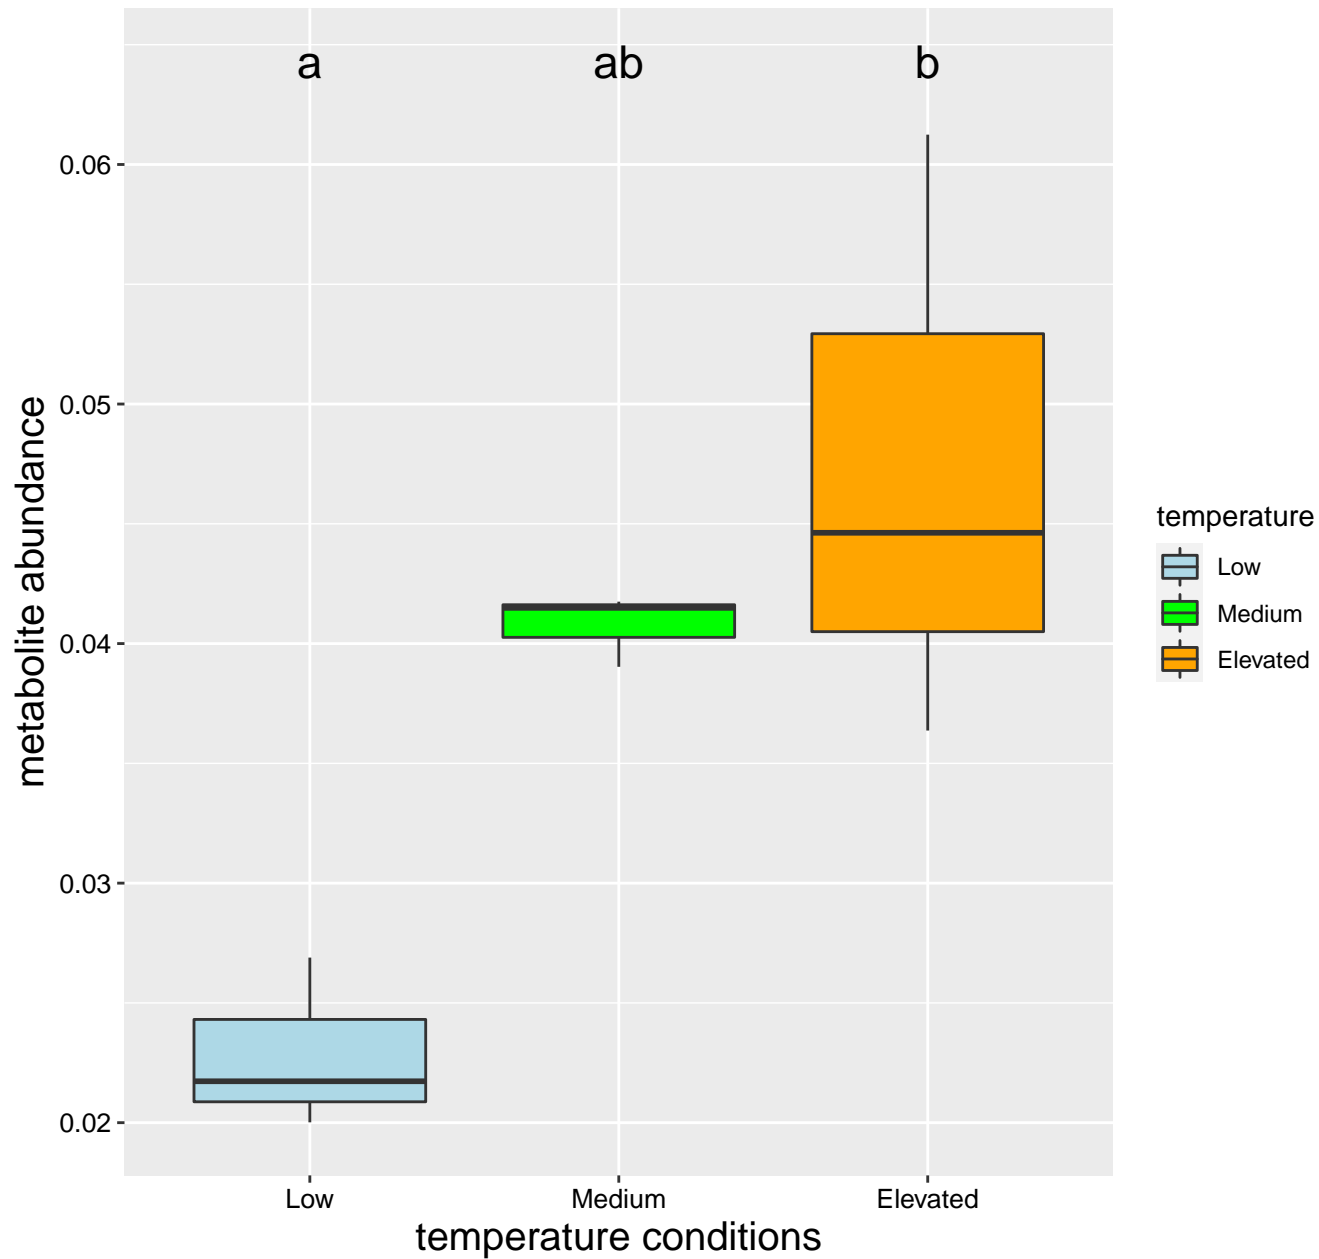 a ab b
0.06
0.05
0.04
0.03
0.02
metabolite abundance
Low Medium Elevated
temperature conditions
temperature
Low
Medium
Elevated